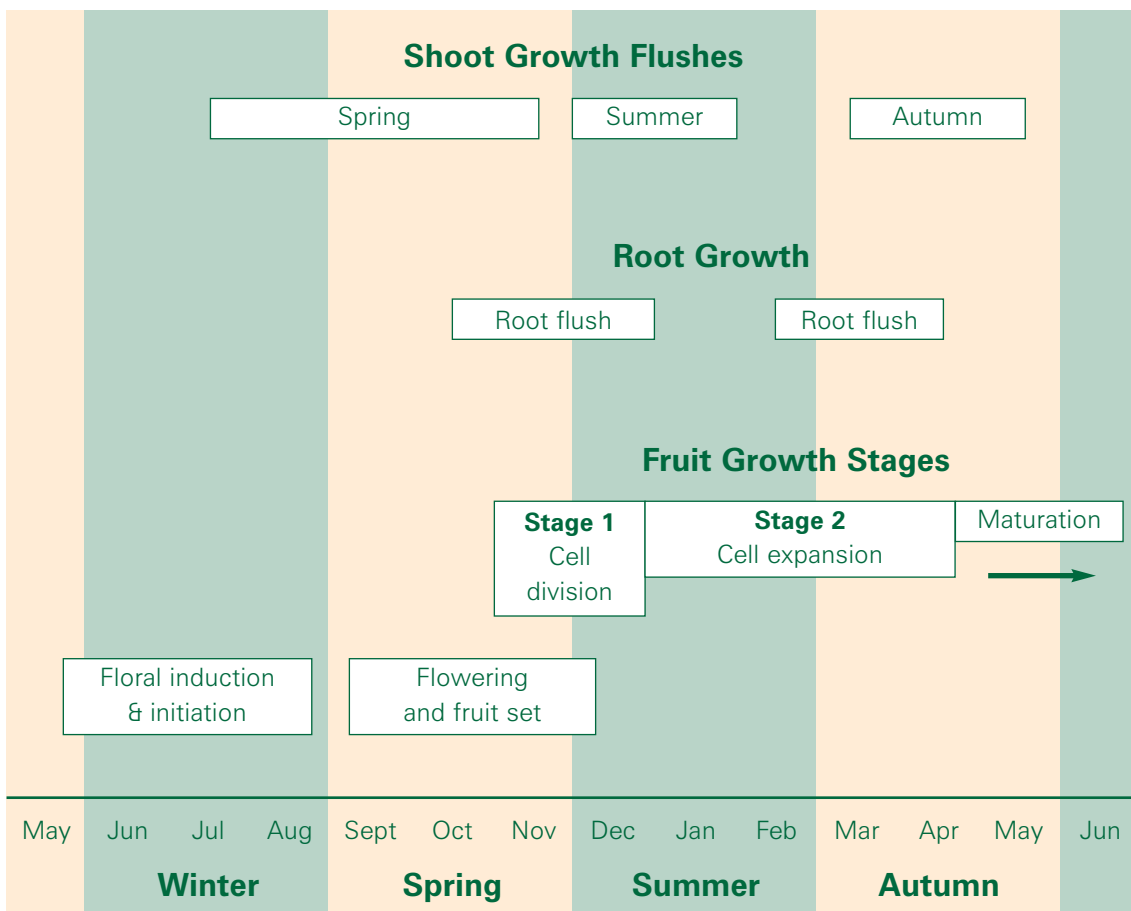 Shoot Growth Flushes
Spring
Summer
Autumn
Root Growth
Root flush
Root flush
Fruit Growth Stages
Stage 1
Cell
division
Stage 2
Cell expansion
Maturation
Floral induction
& initiation
Flowering
and fruit set
May Jun Jul Aug Sept Oct Nov Dec Jan Feb Mar Apr May Jun
Winter Spring Summer Autumn